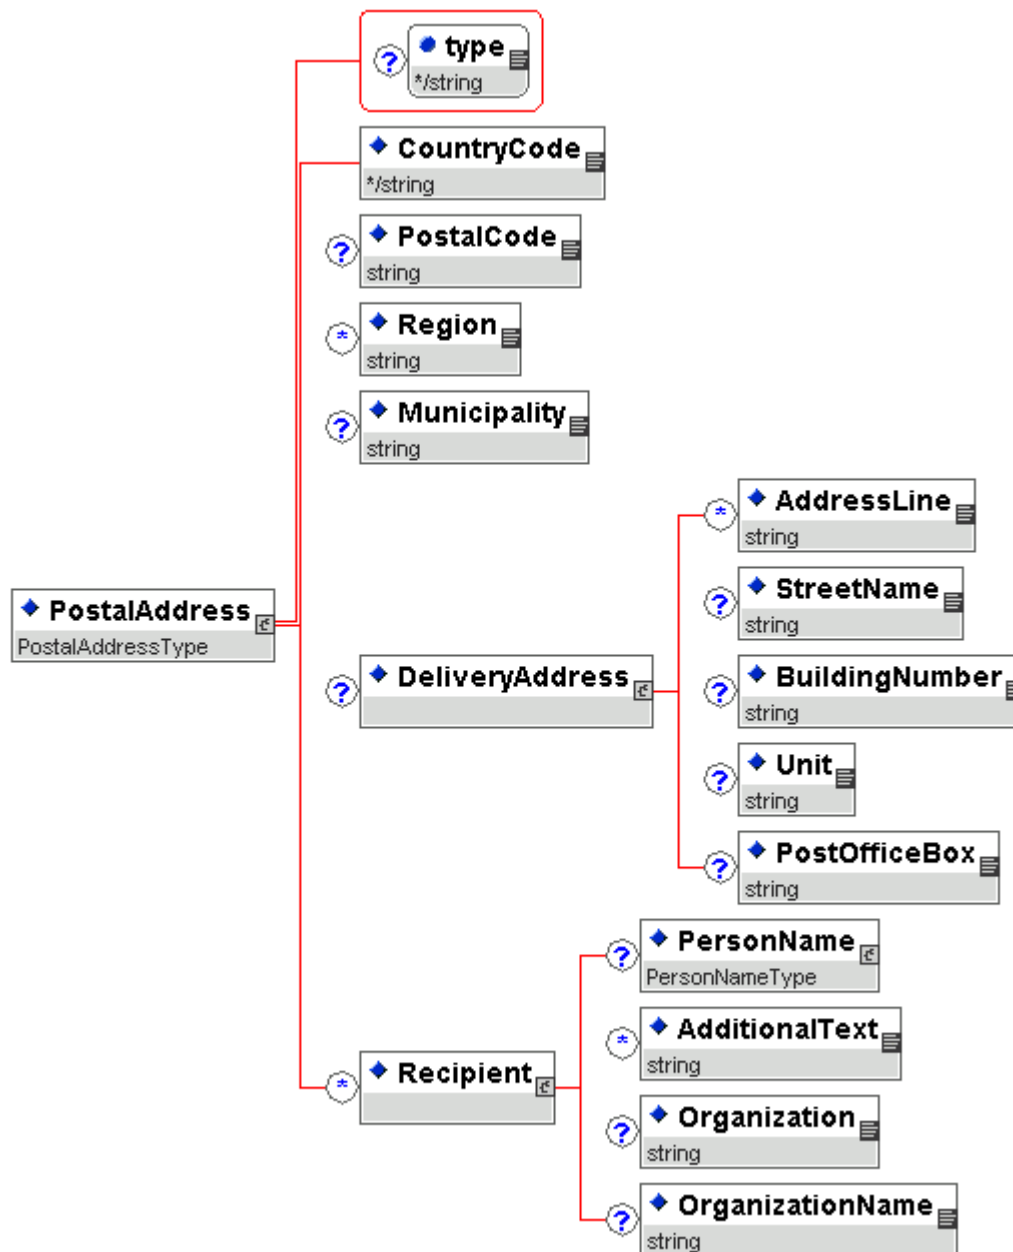 ?
type
*/string
CountryCode
*/string
?
PostalCode
string
*
Region
string
?
Municipality
string
*
AddressLine
string
?
StreetName
string
PostalAddress
PostalAddressType
?
DeliveryAddress
?
BuildingNumber
string
?
Unit
string
?
PostOfficeBox
string
?
PersonName
PersonNameType
*
AdditionalText
string
*
Recipient
?
Organization
string
?
OrganizationName
string